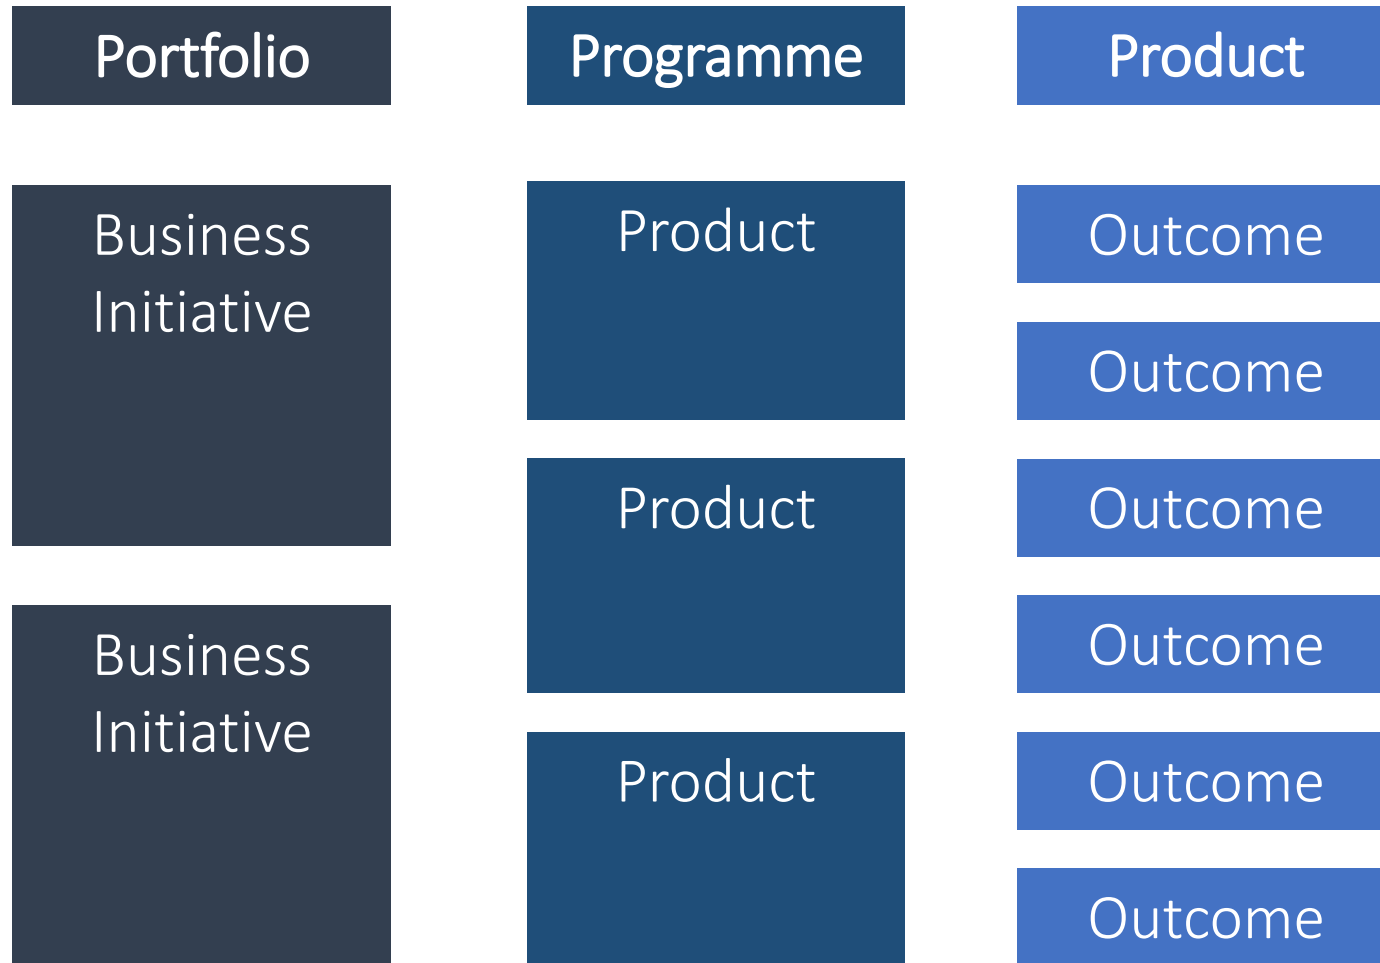 Portfolio
Programme
Product
Business
Initiative
Business
Initiative
Product
Product
Product
Outcome
Outcome
Outcome
Outcome
Outcome
Outcome